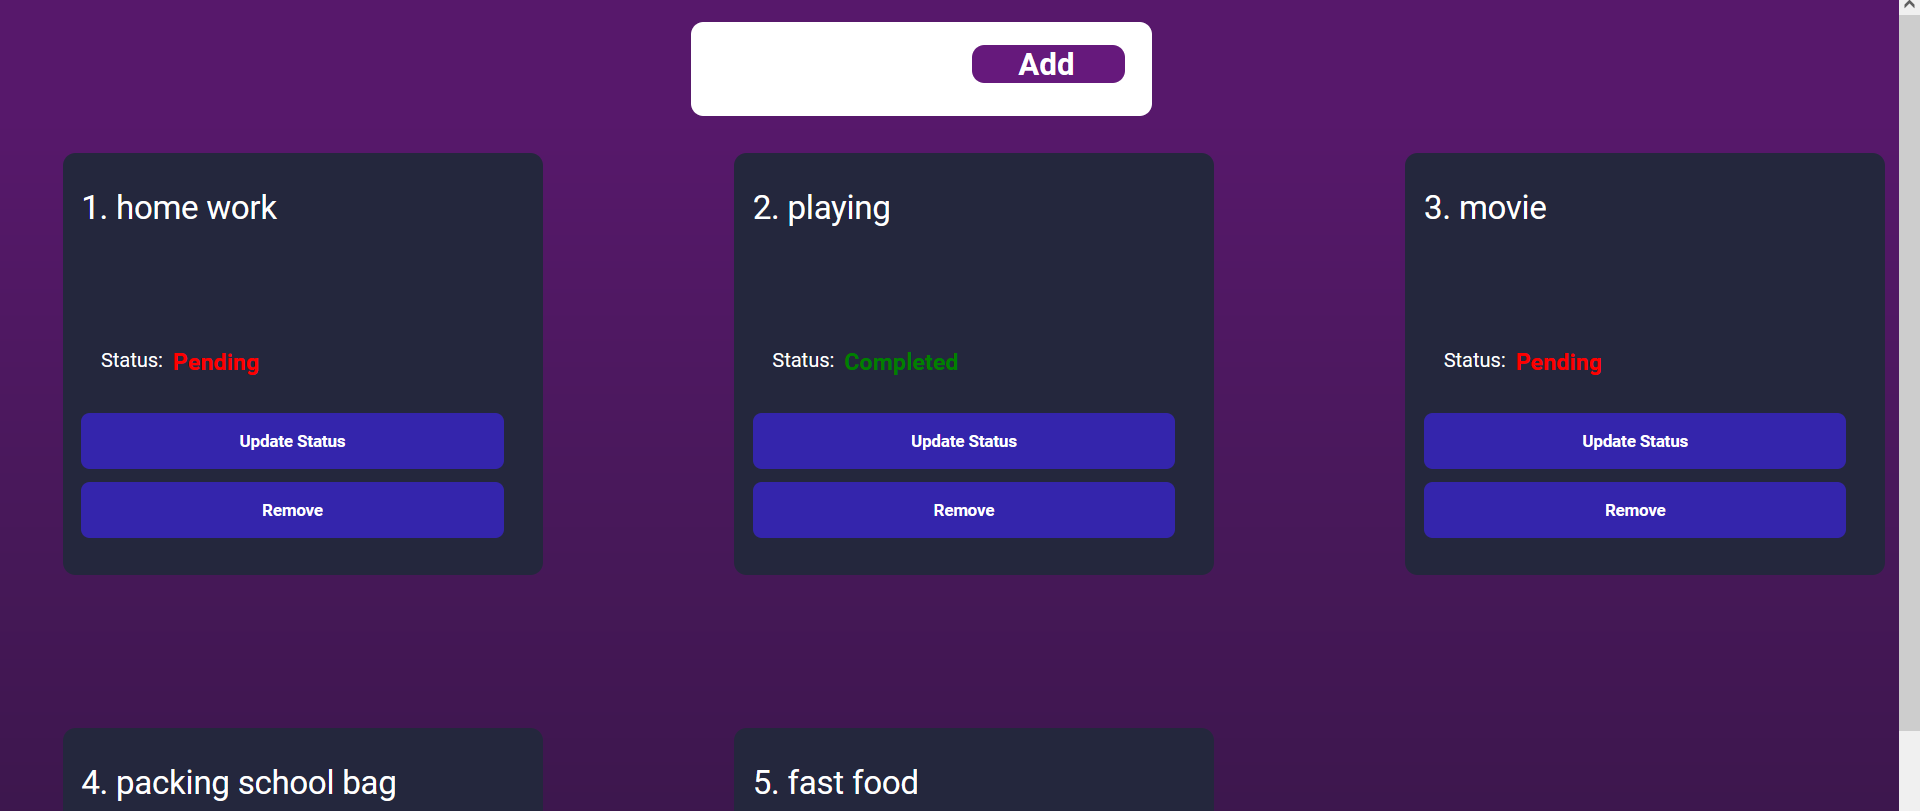 Add
1. home work
Status: Pending
Update Status
Remove
2. playing
Status: Completed
Update Status
Remove
3. movie
Status: Pending
Update Status
Remove
4. packing school bag
5. fast food